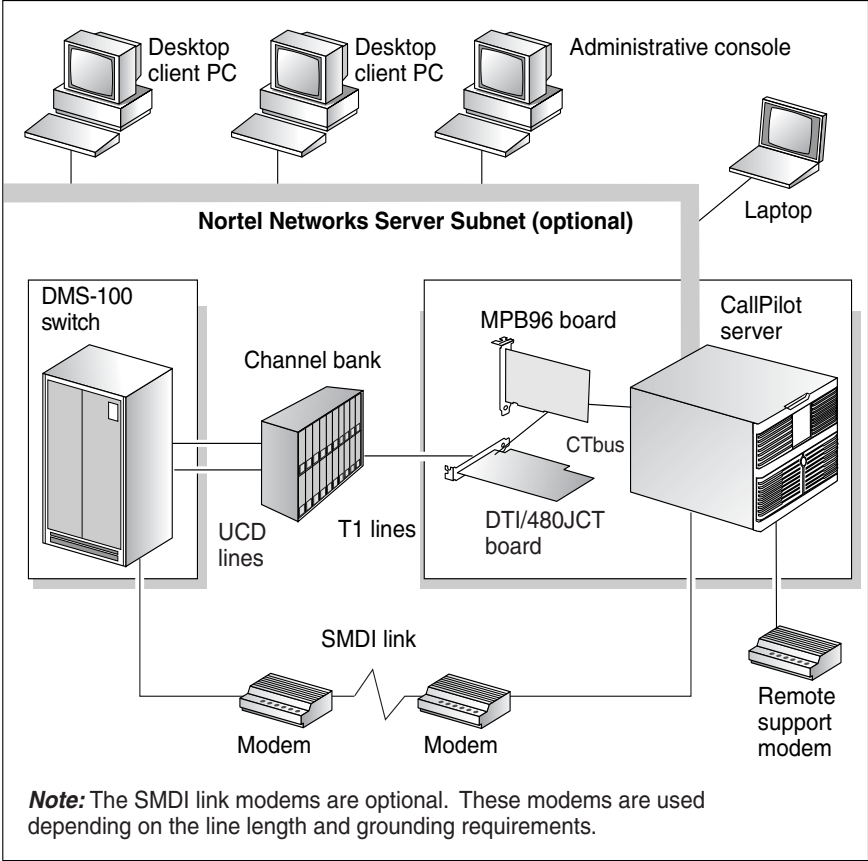 Desktop
client PC
Desktop
client PC
Administrative console
Laptop
Nortel Networks Server Subnet (optional)
DMS-100
switch
MPB96 board
CallPilot
server
Channel bank
CTbus
UCD
lines
T1 lines
DTI/480JCT
board
SMDI link
Modem
Modem
Remote
support
modem
Note: The SMDI link modems are optional. These modems are used
depending on the line length and grounding requirements.